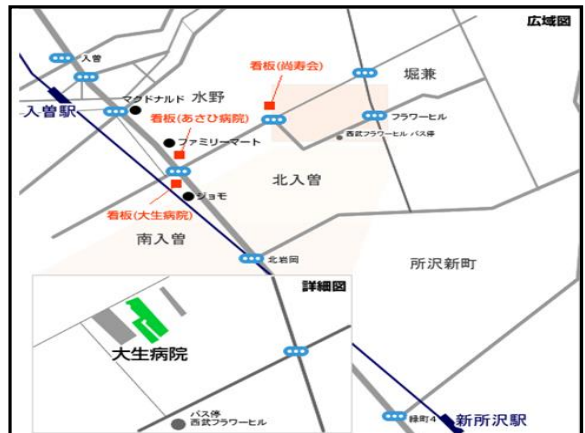 広域図
入曽
看板(尚寿会)
堀兼
マクドナルド
水野
入曽駅
看板(あさひ病院)
フラワーヒル
ファミリーマート
西武フラワーヒル バス停
北入曽
ジョモ
看板(大生病院)
南入曽
北岩岡
所沢新町
詳細図
大生病院
バス停
西武フラワーヒル
緑町4
新所沢駅